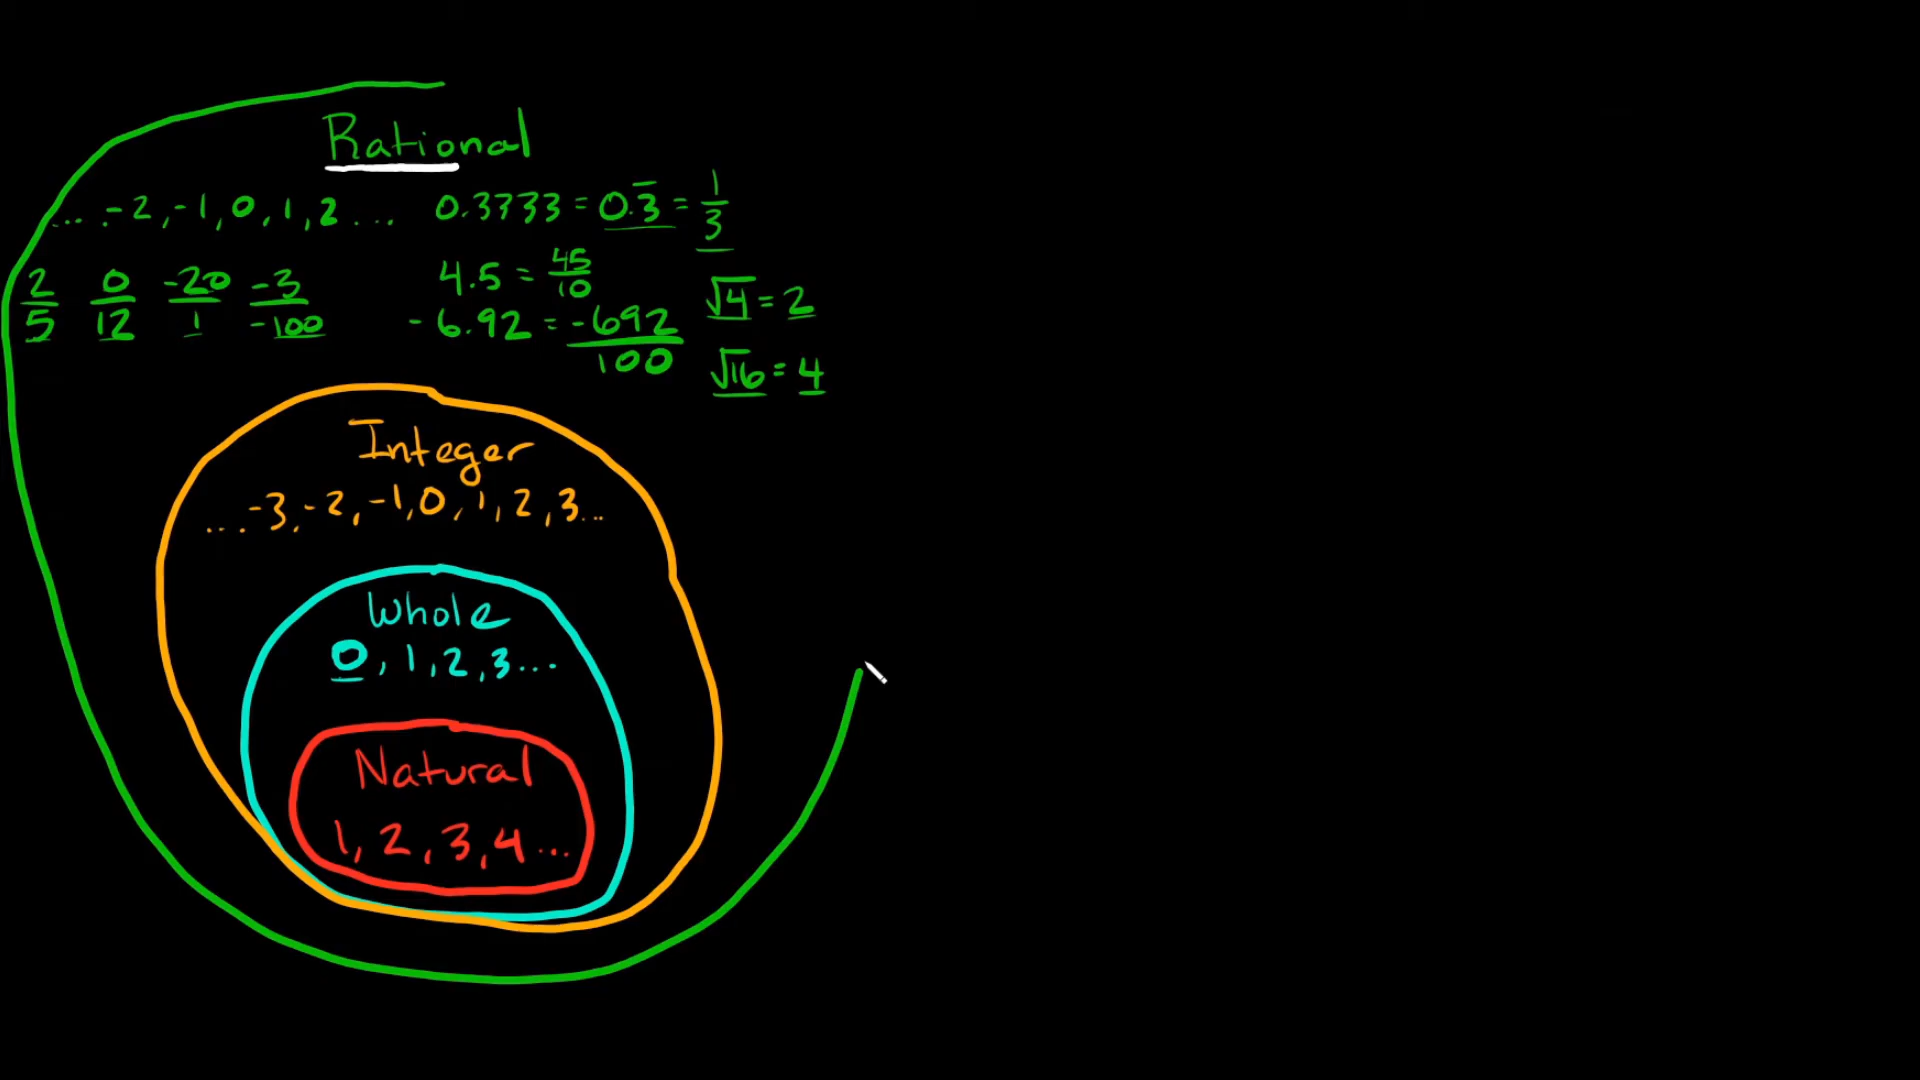 Rational
... -2, -1, 0, 1, 2 ... 0.3333 = 0.3̅ = 1/3
2/5 0/12 -20/1 -3/-100 4.5 = 45/10 √4 = 2
-6.92 = -692/100 √16 = 4
Integer
... -3, -2, -1, 0, 1, 2, 3...
Whole
0, 1, 2, 3...
Natural
1, 2, 3, 4...